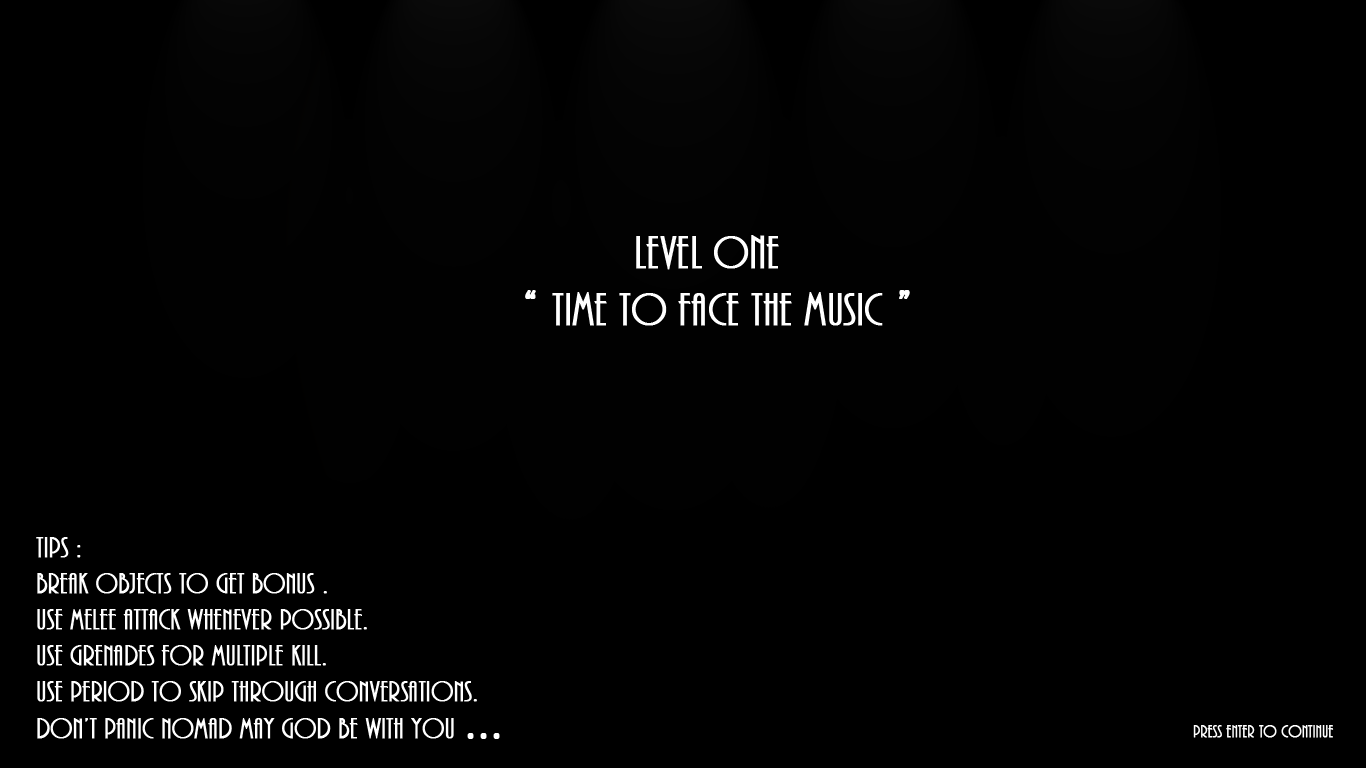 LEVEL ONE
“ TIME TO FACE THE MUSIC ”
TIPS :
BREAK OBJECTS TO GET BONUS .
USE MELEE ATTACK WHENEVER POSSIBLE.
USE GRENADES FOR MULTIPLE KILL.
USE PERIOD TO SKIP THROUGH CONVERSATIONS.
DON'T PANIC NOMAD MAY GOD BE WITH YOU ...
PRESS ENTER TO CONTINUE